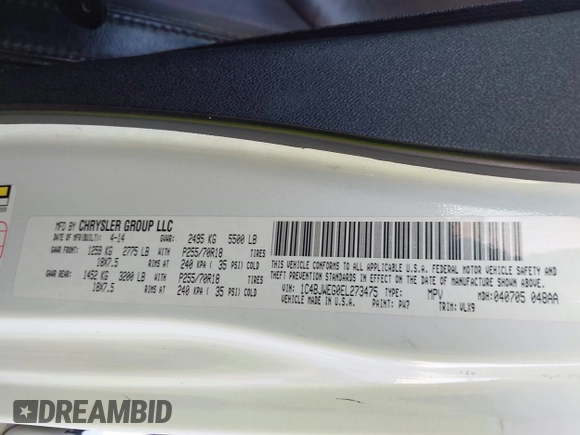 MFD BY CHRYSLER GROUP LLC
DATE OF MFR/BUILT: 4-14 GVWR: 2495 KG 5500 LB
GAWR FRONT: 1259 KG 2775 LB WITH P255/70R18 TIRES
18X7.5 RIMS AT 240 KPA ( 35 PSI) COLD
GAWR REAR: 1452 KG 3200 LB WITH P255/70R18 TIRES
18X7.5 RIMS AT 240 KPA ( 35 PSI) COLD
THIS VEHICLE CONFORMS TO ALL APPLICABLE U.S.A. FEDERAL MOTOR VEHICLE SAFETY AND
THEFT PREVENTION STANDARDS IN EFFECT ON THE DATE OF MANUFACTURE SHOWN ABOVE.
VIN: 1C4BJWEG0EL273475 TYPE: MPV MDH: 040705 048AA
PAINT: PW7 TRIM: VLX9
DREAMBID